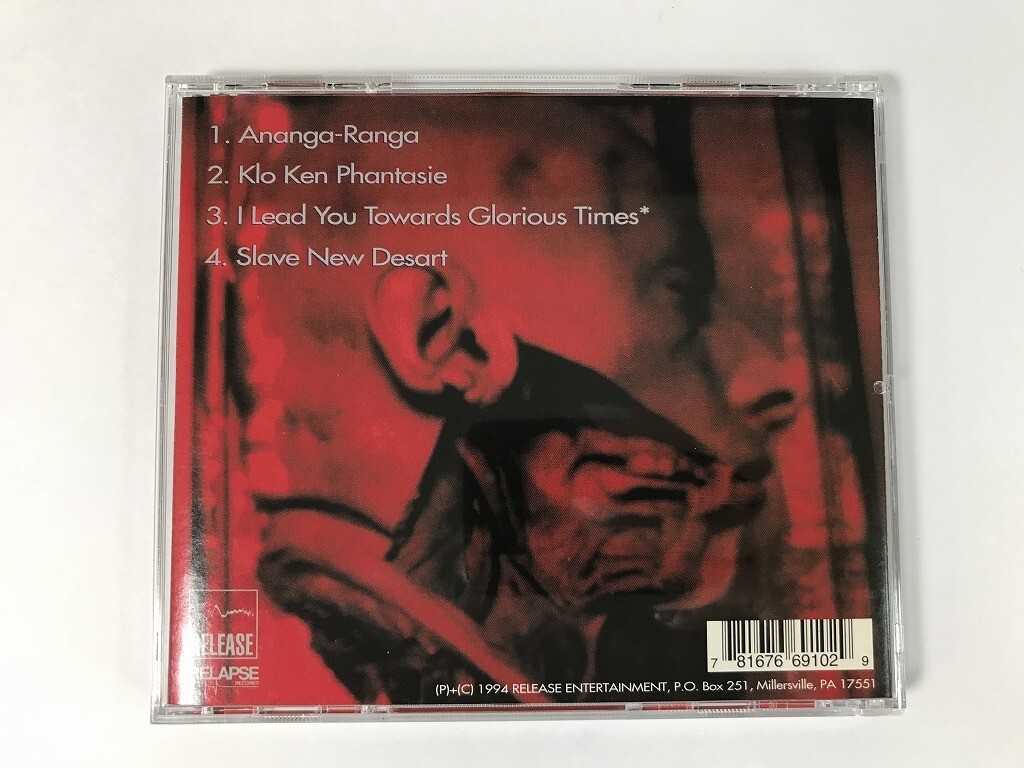 1. Ananga-Ranga
2. Klo Ken Phantasie
3. I Lead You Towards Glorious Times*
4. Slave New Desart
RELEASE
RELAPSE
RECORDS
7 81676 69102 9
(P)+(C) 1994 RELEASE ENTERTAINMENT, P.O. Box 251, Millersville, PA 17551